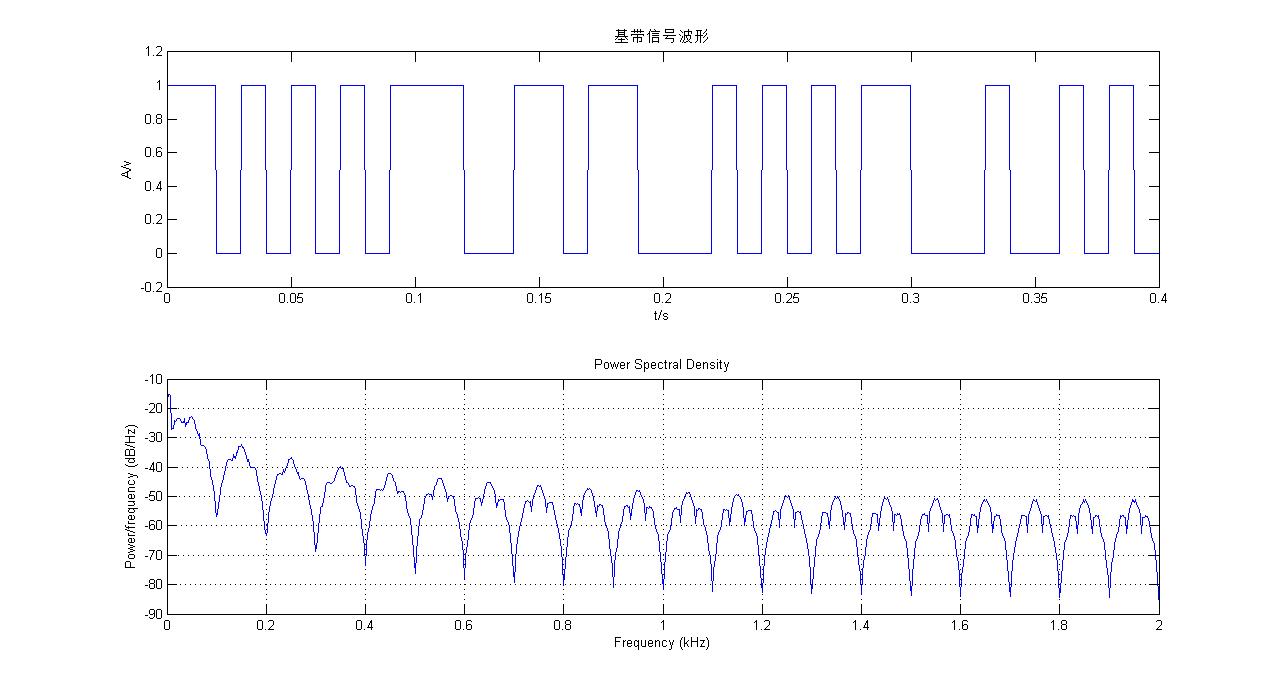 基带信号波形
1.2
1
0.8
0.6
0.4
0.2
0
-0.2
A/v
0 0.05 0.1 0.15 0.2 0.25 0.3 0.35 0.4
t/s
Power Spectral Density
-10
-20
-30
-40
-50
-60
-70
-80
-90
Power/frequency (dB/Hz)
0 0.2 0.4 0.6 0.8 1 1.2 1.4 1.6 1.8 2
Frequency (kHz)